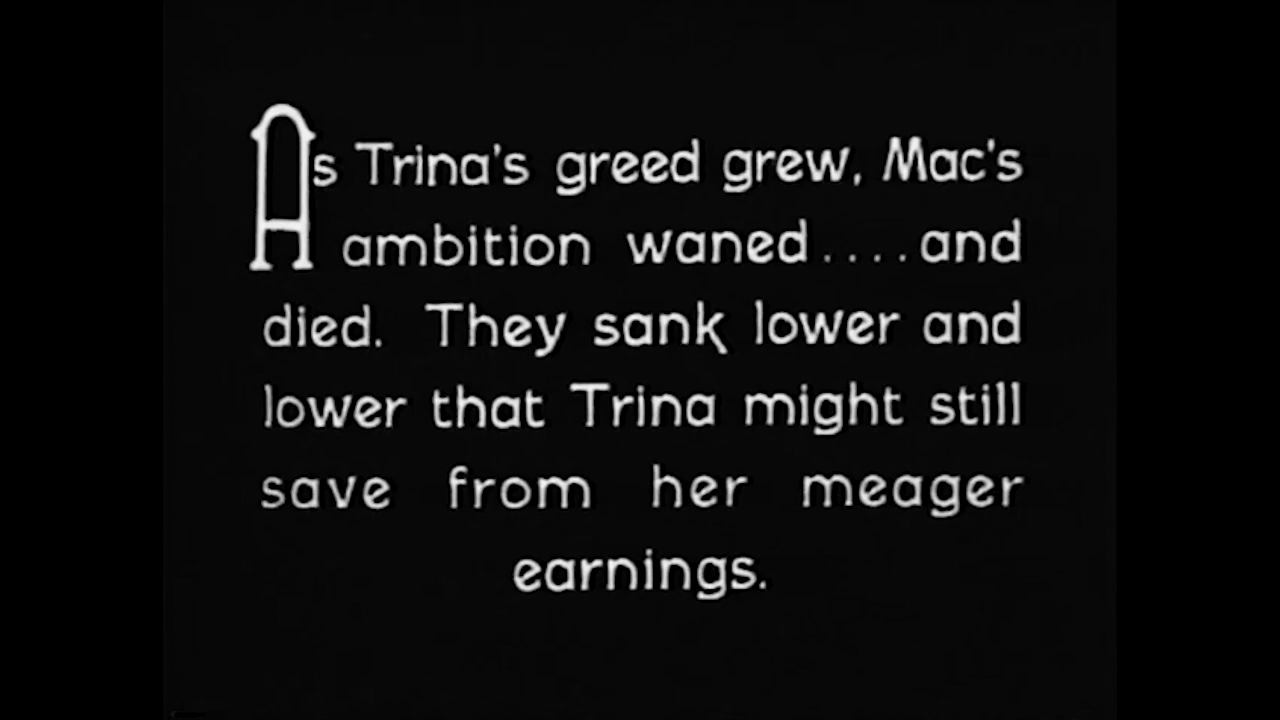 As Trina's greed grew, Mac's
ambition waned....and
died. They sank lower and
lower that Trina might still
save from her meager
earnings.